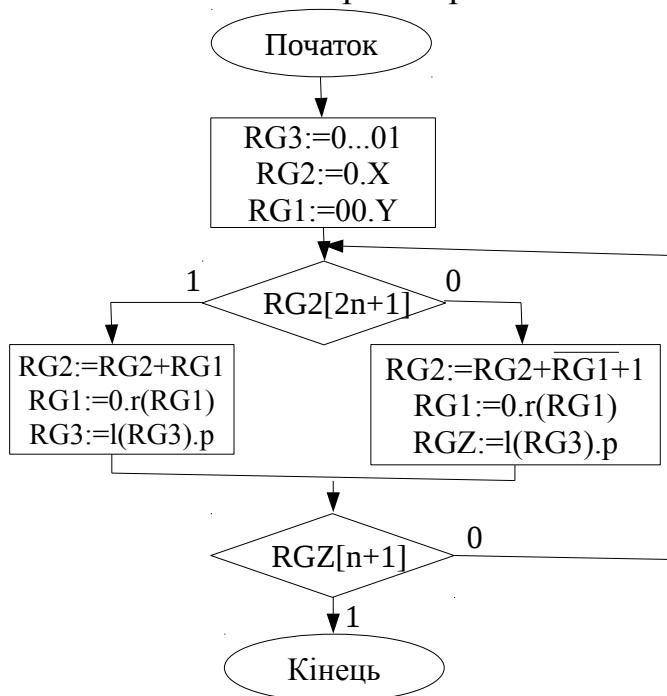 Початок
RG3:=0...01
RG2:=0.X
RG1:=00.Y
1
0
RG2[2n+1]
RG2:=RG2+RG1
RG1:=0.r(RG1)
RG3:=l(RG3).p
RG2:=RG2+R̅G̅1̅+1
RG1:=0.r(RG1)
RGZ:=l(RG3).p
RGZ[n+1]
0
1
Кінець